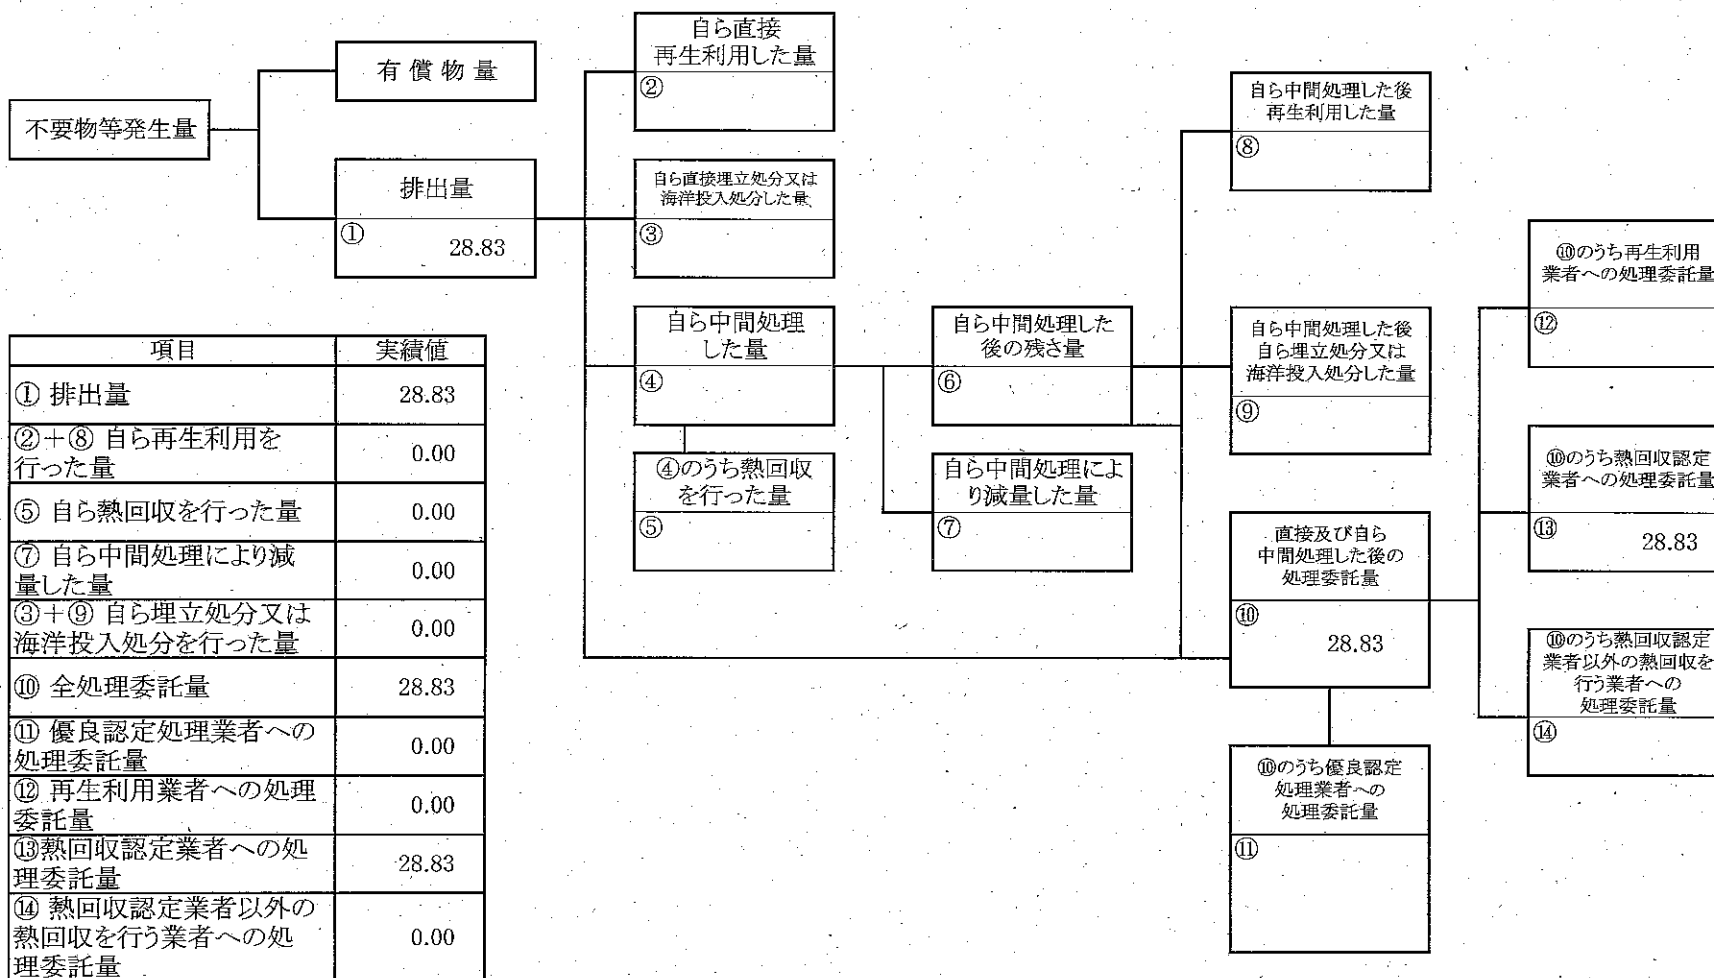 不要物等発生量
有償物量
排出量
①
28.83
自ら直接
再生利用した量
②
自ら直接埋立処分又は
海洋投入処分した量
③
自ら中間処理
した量
④
④のうち熱回収
を行った量
⑤
自ら中間処理した
後の残さ量
⑥
自ら中間処理によ
り減量した量
⑦
自ら中間処理した後
再生利用した量
⑧
自ら中間処理した後
自ら埋立処分又は
海洋投入処分した量
⑨
直接及び自ら
中間処理した後の
処理委託量
⑩
28.83
⑩のうち優良認定
処理業者への
処理委託量
⑪
⑩のうち再生利用
業者への処理委託量
⑫
⑩のうち熱回収認定
業者への処理委託量
⑬
28.83
⑩のうち熱回収認定
業者以外の熱回収を
行う業者への
処理委託量
⑭
項目 実績値
① 排出量 28.83
②+⑧ 自ら再生利用を
行った量 0.00
⑤ 自ら熱回収を行った量 0.00
⑦ 自ら中間処理により減
量した量 0.00
③+⑨ 自ら埋立処分又は
海洋投入処分を行った量 0.00
⑩ 全処理委託量 28.83
⑪ 優良認定処理業者への
処理委託量 0.00
⑫ 再生利用業者への処理
委託量 0.00
⑬熱回収認定業者への処
理委託量 28.83
⑭ 熱回収認定業者以外の
熱回収を行う業者への処
理委託量 0.00